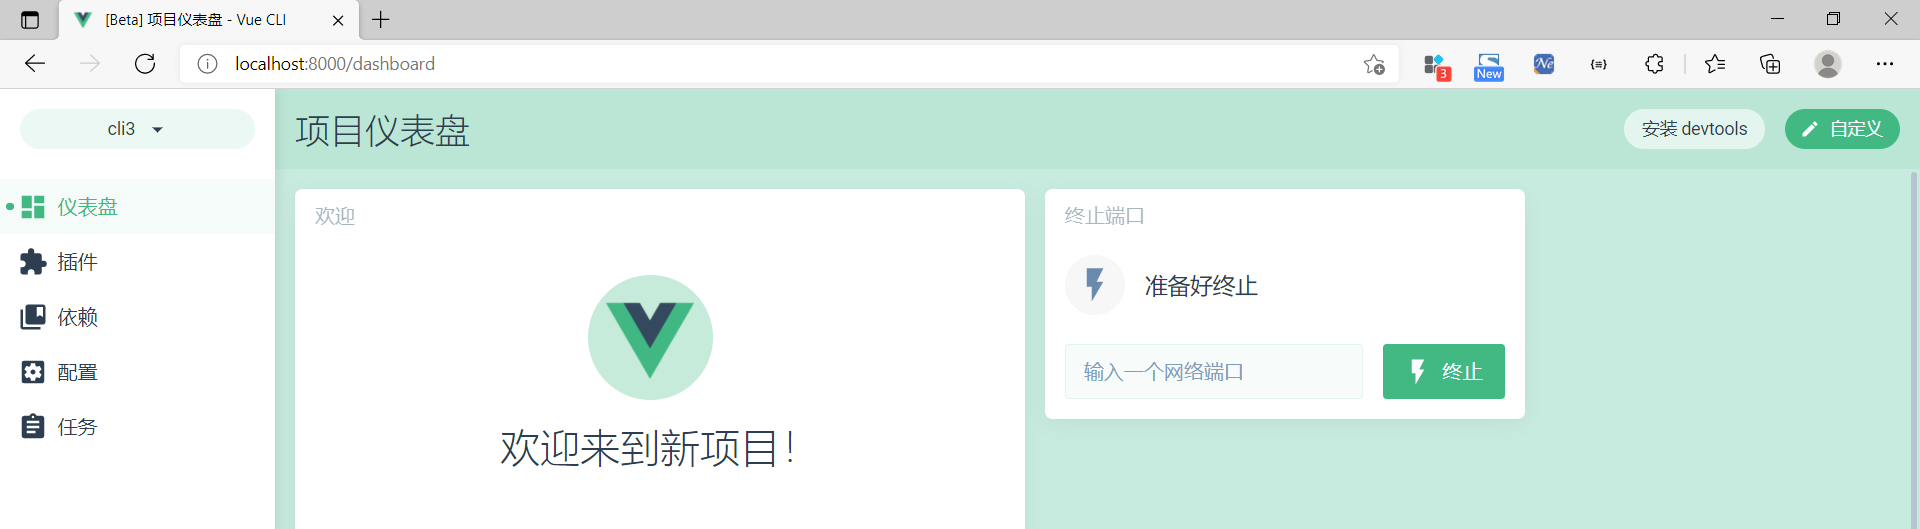 [Beta] 项目仪表盘 - Vue CLI
localhost:8000/dashboard
3
New
Ne
cli3
项目仪表盘
安装 devtools
自定义
仪表盘
插件
依赖
配置
任务
欢迎
欢迎来到新项目！
终止端口
准备好终止
输入一个网络端口
终止